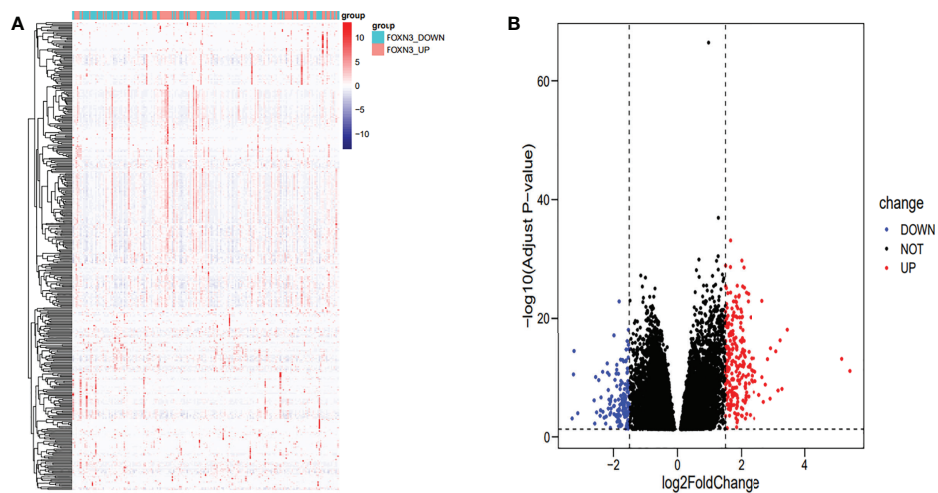 A
group
10
5
0
−5
−10
group
FOXN3_DOWN
FOXN3_UP
B
60
40
20
0
−log10(Adjust P−value)
−2
0
2
4
log2FoldChange
change
DOWN
NOT
UP